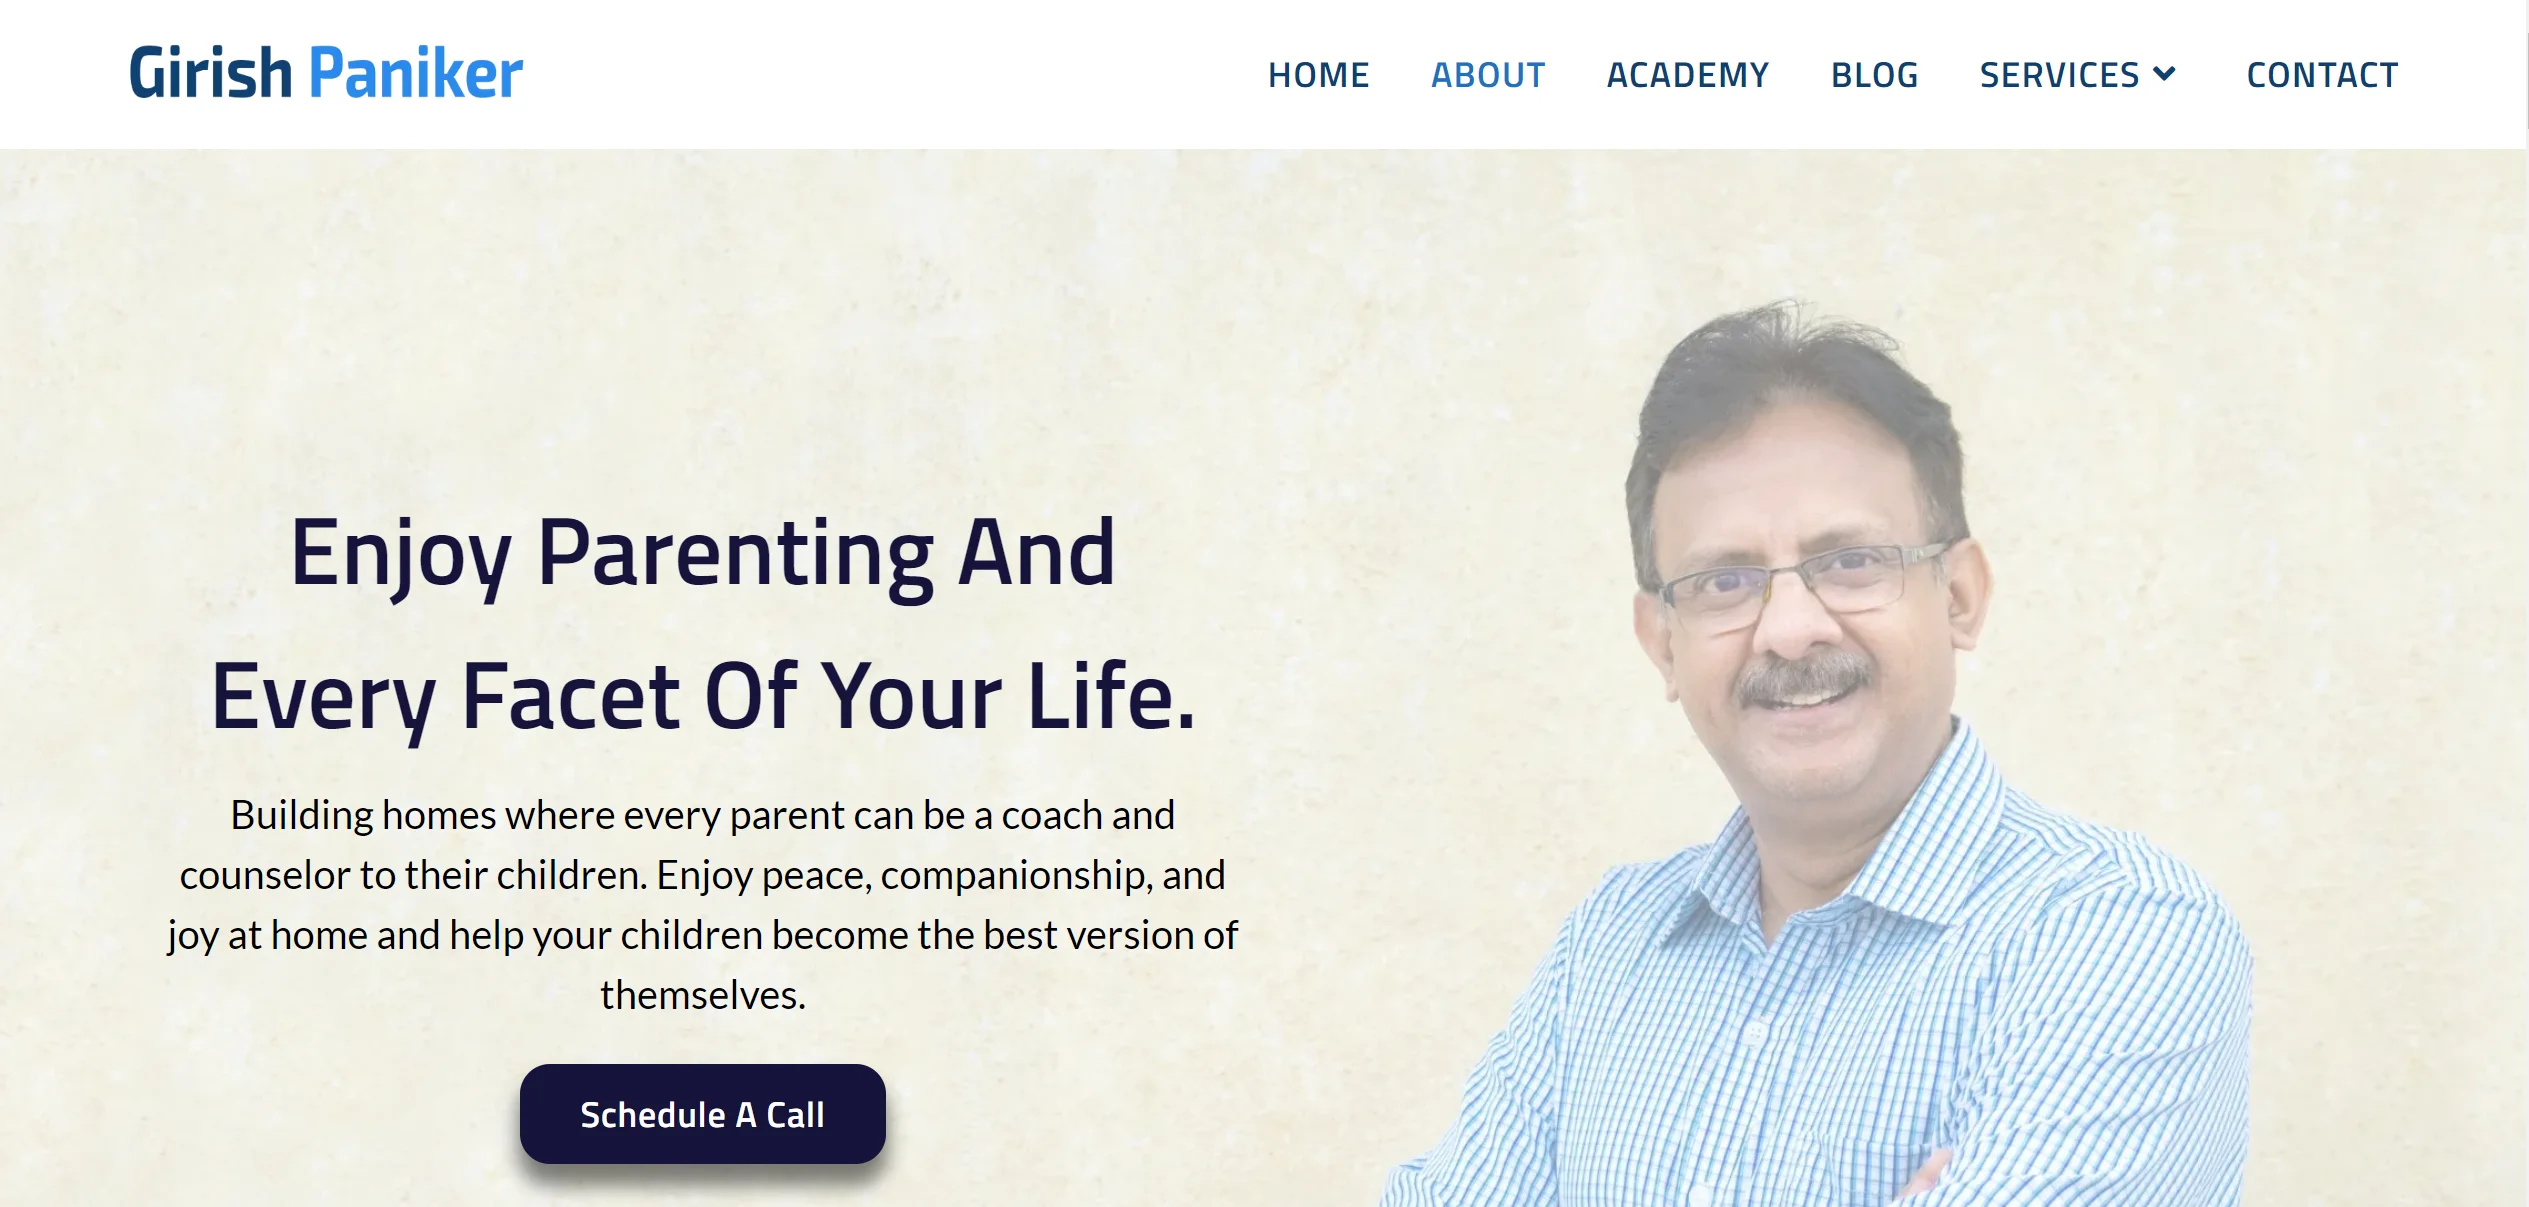 Girish Paniker
HOME ABOUT ACADEMY BLOG SERVICES CONTACT
Enjoy Parenting And
Every Facet Of Your Life.
Building homes where every parent can be a coach and
counselor to their children. Enjoy peace, companionship, and
joy at home and help your children become the best version of
themselves.
Schedule A Call